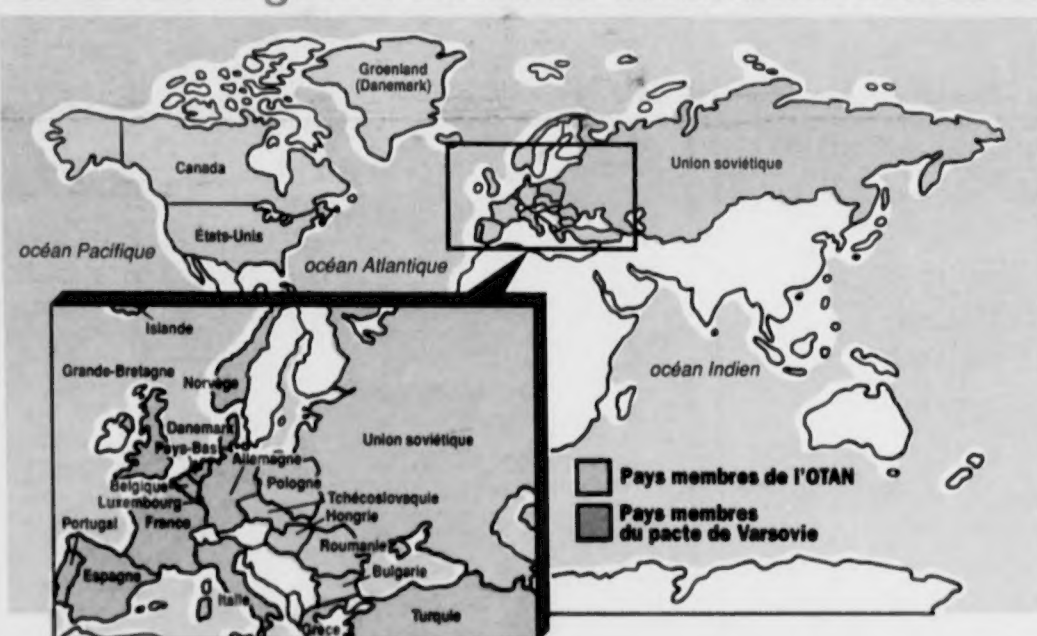 Groenland
(Danemark)
Canada
Union soviétique
États-Unis
océan Pacifique
océan Atlantique
océan Indien
Islande
Grande-Bretagne
Norvège
Danemark
Pays-Bas
Allemagne
Union soviétique
Belgique
Pologne
Luxembourg
Tchécoslovaquie
Portugal
France
Hongrie
Roumanie
Espagne
Bulgarie
Italie
Turquie
Grèce
Pays membres de l'OTAN
Pays membres
du pacte de Varsovie